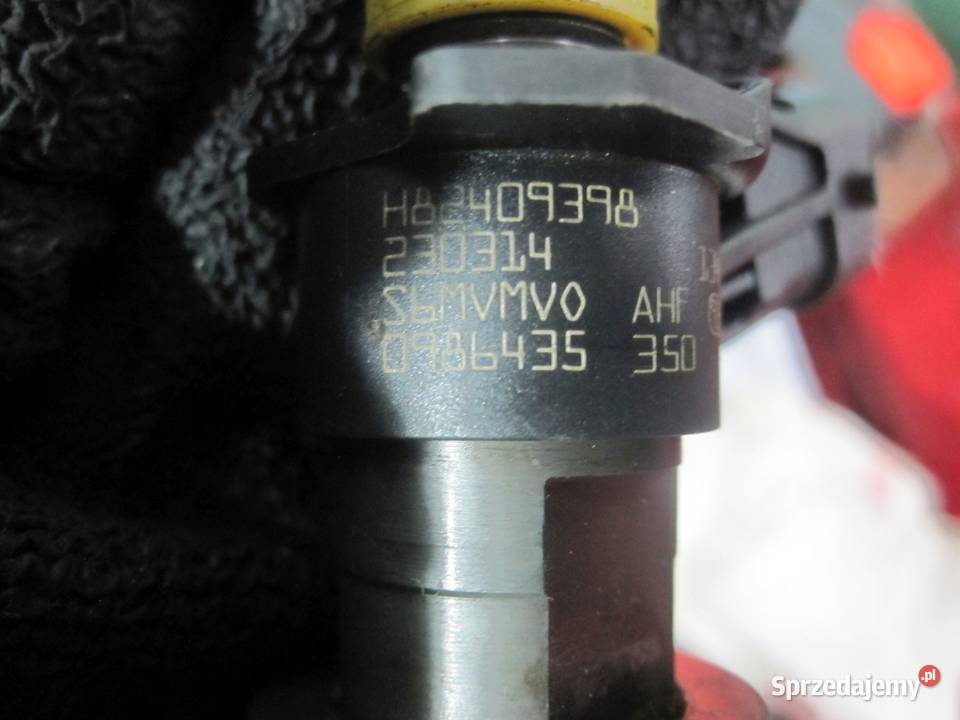 H82409398
230314
S6MVMV0 AHF
0986435 350
Sprzedajemy.pl